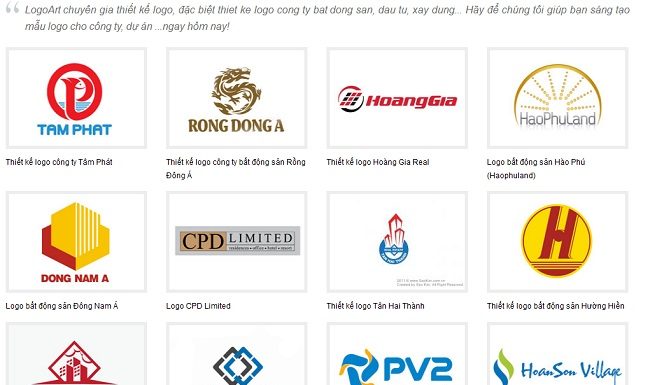 LogoArt chuyên gia thiết kế logo, đặc biệt thiet ke logo cong ty bat dong san, dau tu, xay dung... Hãy để chúng tôi giúp bạn sáng tạo
mẫu logo cho công ty, dư án ...ngay hôm nay!
TAM PHAT
RONG DONG A
HoangGia
HaoPhuLand
Thiết kế logo công ty Tâm Phát
Thiết kế logo công ty bất động sản Rồng
Đông Á
Thiết kế logo Hoàng Gia Real
Logo bất động sản Hào Phú
(Haophuland)
DONG NAM A
CPD LIMITED
residences - office - hotel - resort
H
Logo bất động sản Đông Nam Á
Logo CPD Limited
Thiết kế logo Tân Hai Thành
Thiết kế logo bất động sản Hường Hiền
PV2
HoanSon Village